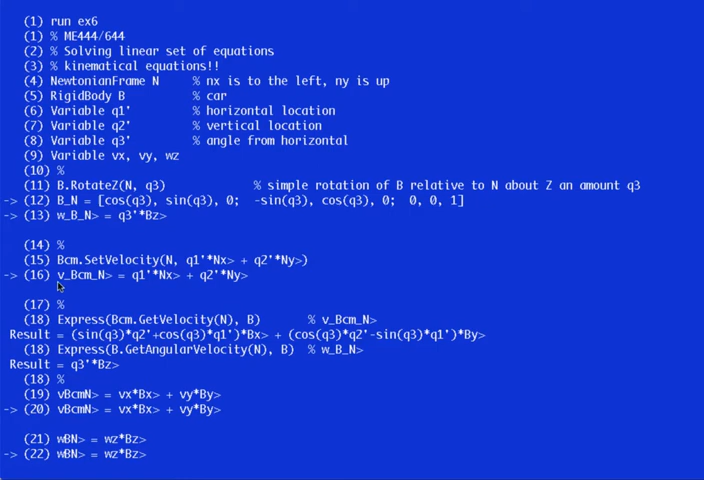 (1) run ex6
(1) % ME444/644
(2) % Solving linear set of equations
(3) % kinematical equations!!
(4) NewtonianFrame N % nx is to the left, ny is up
(5) RigidBody B % car
(6) Variable q1' % horizontal location
(7) Variable q2' % vertical location
(8) Variable q3' % angle from horizontal
(9) Variable vx, vy, wz
(10) %
(11) B.RotateZ(N, q3) % simple rotation of B relative to N about Z an amount q3
-> (12) B_N = [cos(q3), sin(q3), 0; -sin(q3), cos(q3), 0; 0, 0, 1]
-> (13) w_B_N> = q3'*Bz>
(14) %
(15) Bcm.SetVelocity(N, q1'*Nx> + q2'*Ny>)
-> (16) v_Bcm_N> = q1'*Nx> + q2'*Ny>
(17) %
(18) Express(Bcm.GetVelocity(N), B) % v_Bcm_N>
Result = (sin(q3)*q2'+cos(q3)*q1')*Bx> + (cos(q3)*q2'-sin(q3)*q1')*By>
(18) Express(B.GetAngularVelocity(N), B) % w_B_N>
Result = q3'*Bz>
(18) %
(19) vBcmN> = vx*Bx> + vy*By>
-> (20) vBcmN> = vx*Bx> + vy*By>
(21) wBN> = wz*Bz>
-> (22) wBN> = wz*Bz>